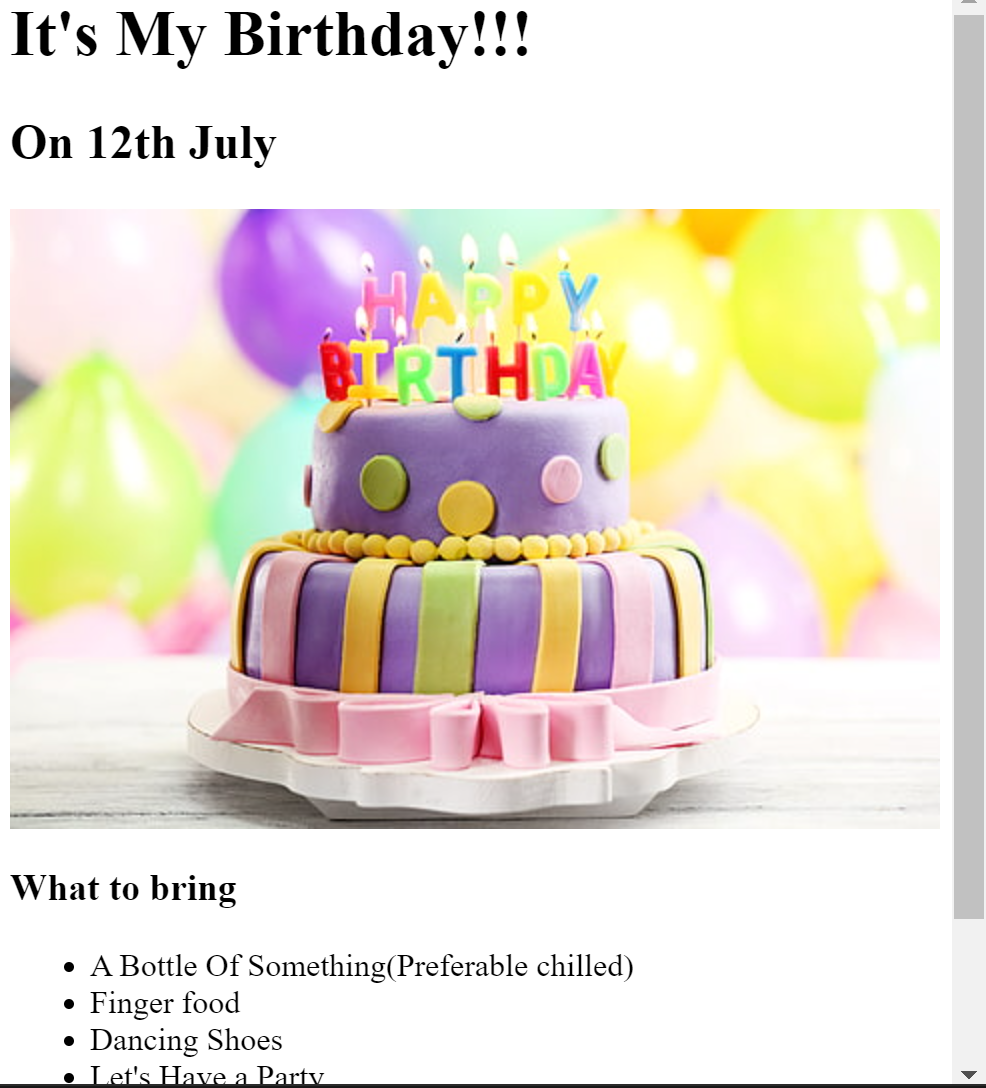 It's My Birthday!!!
On 12th July
HAPPY
BIRTHDAY
What to bring
A Bottle Of Something(Preferable chilled)
Finger food
Dancing Shoes
Let's Have a Party